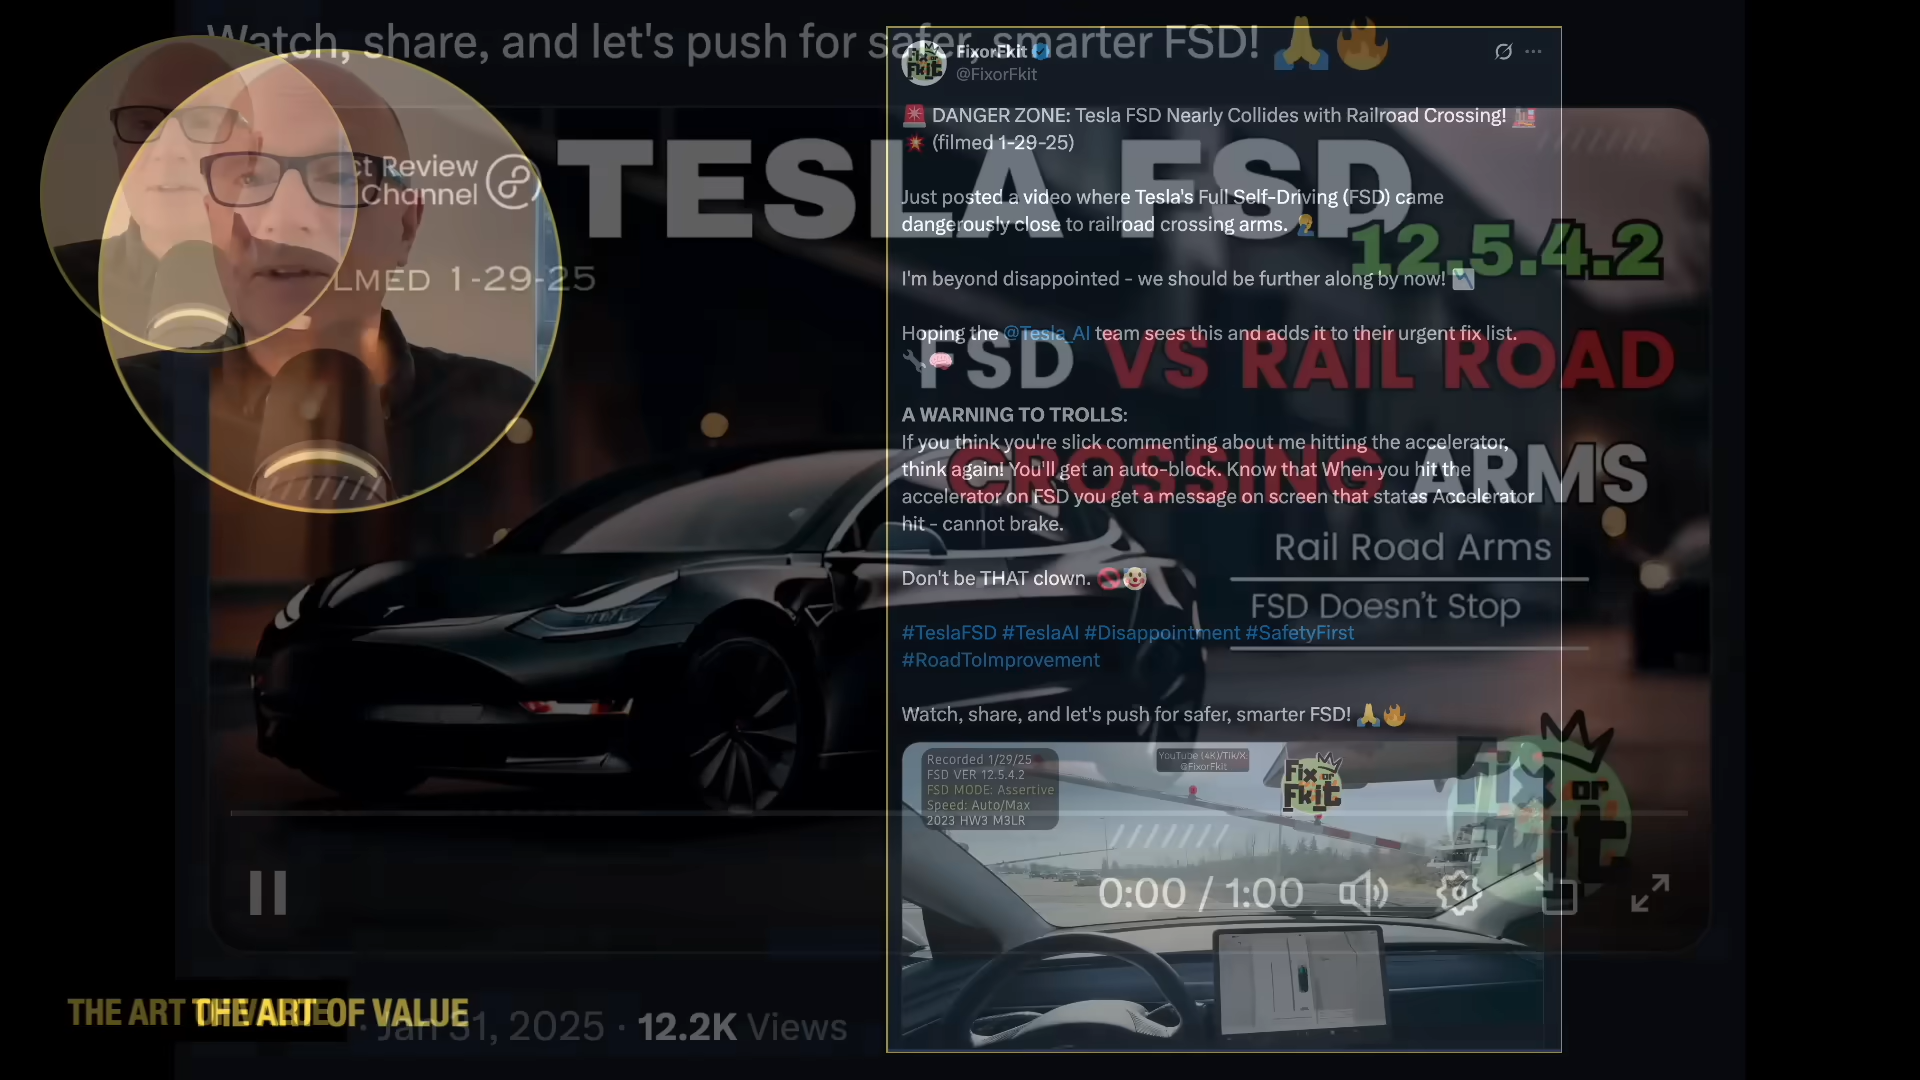 Watch, share, and let's push for safer, smarter FSD! 🙏🔥
ct Review
Channel
TESLA FSD
12.5.4.2
LMED 1-29-25
FSD VS RAIL ROAD
CROSSING ARMS
Rail Road Arms
FSD Doesn't Stop
Fix or Fkit
0:00 / 1:00
Jan 31, 2025 · 12.2K Views
THE ART OF VALUE
FixorFkit
@FixorFkit
🚨 DANGER ZONE: Tesla FSD Nearly Collides with Railroad Crossing! 🚂
💥 (filmed 1-29-25)
Just posted a video where Tesla's Full Self-Driving (FSD) came
dangerously close to railroad crossing arms. 🤦‍♂️
I'm beyond disappointed - we should be further along by now! 📉
Hoping the @Tesla_AI team sees this and adds it to their urgent fix list.
🔧🧠
A WARNING TO TROLLS:
If you think you're slick commenting about me hitting the accelerator,
think again! You'll get an auto-block. Know that When you hit the
accelerator on FSD you get a message on screen that states Accelerator
hit - cannot brake.
Don't be THAT clown. 🚫🤡
#TeslaFSD #TeslaAI #Disappointment #SafetyFirst
#RoadToImprovement
Watch, share, and let's push for safer, smarter FSD! 🙏🔥
Recorded 1/29/25
FSD VER 12.5.4.2
FSD MODE: Assertive
Speed: Auto/Max
2023 HW3 M3LR
YouTube (4K)/Tik/X
@FixorFkit
Fix or
Fkit